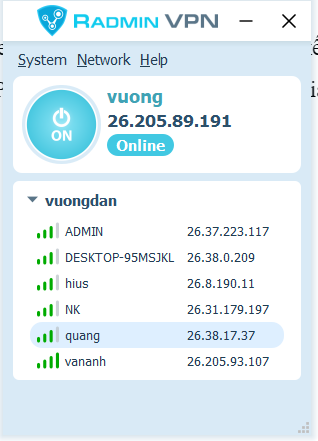 RADMIN VPN
System Network Help
vuong
26.205.89.191
ON
Online
vuongdan
ADMIN 26.37.223.117
DESKTOP-95MSJKL 26.38.0.209
hius 26.8.190.11
NK 26.31.179.197
quang 26.38.17.37
vananh 26.205.93.107